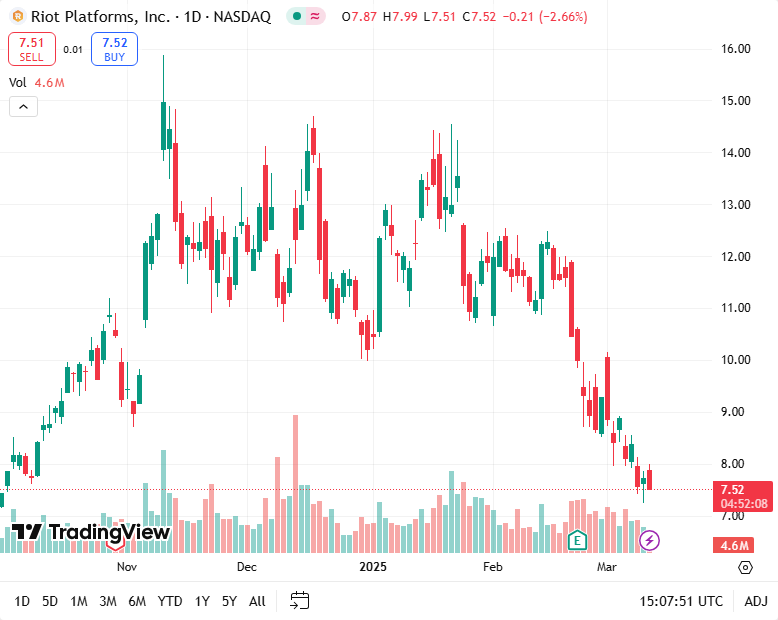 Riot Platforms, Inc. · 1D · NASDAQ ≈ O7.87 H7.99 L7.51 C7.52 −0.21 (−2.66%)
7.51 SELL 0.01 7.52 BUY
Vol 4.6M
16.00
15.00
14.00
13.00
12.00
11.00
10.00
9.00
8.00
7.52
04:52:08
7.00
4.6M
TradingView
E
Nov Dec 2025 Feb Mar
1D 5D 1M 3M 6M YTD 1Y 5Y All 15:07:51 UTC ADJ